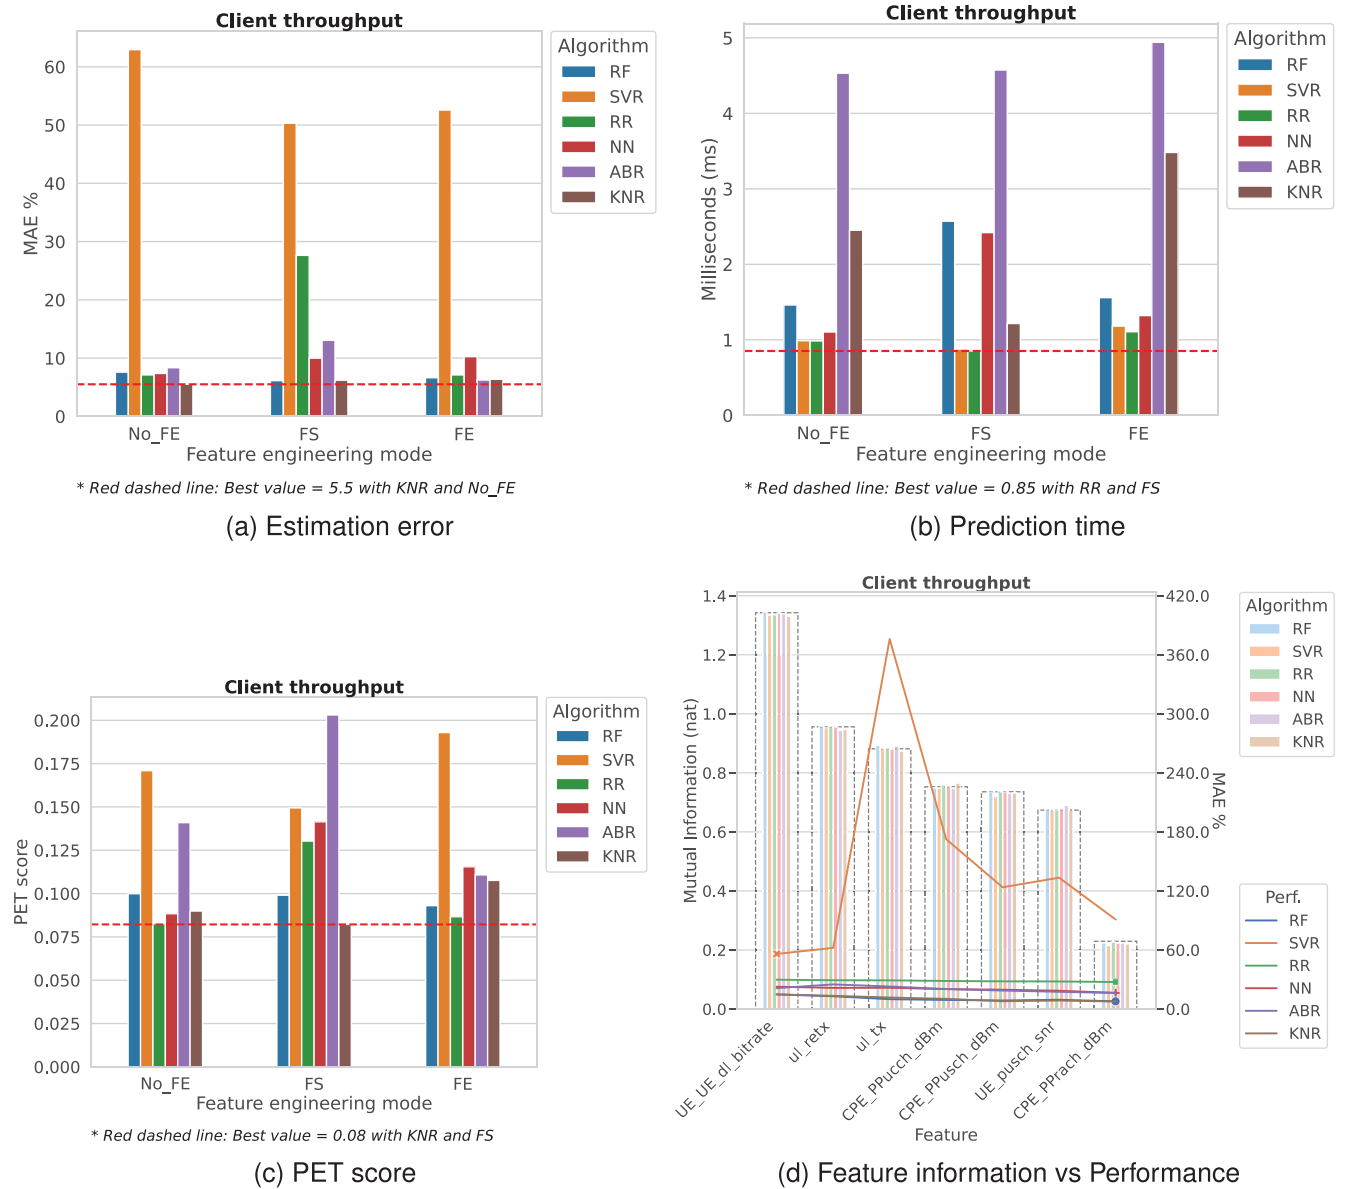 Client throughput
MAE %
60
50
40
30
20
10
0
No_FE
FS
FE
Feature engineering mode
Algorithm
RF
SVR
RR
NN
ABR
KNR
* Red dashed line: Best value = 5.5 with KNR and No_FE
(a) Estimation error
Client throughput
Milliseconds (ms)
5
4
3
2
1
0
No_FE
FS
FE
Feature engineering mode
Algorithm
RF
SVR
RR
NN
ABR
KNR
* Red dashed line: Best value = 0.85 with RR and FS
(b) Prediction time
Client throughput
PET score
0.200
0.175
0.150
0.125
0.100
0.075
0.050
0.025
0.000
No_FE
FS
FE
Feature engineering mode
Algorithm
RF
SVR
RR
NN
ABR
KNR
* Red dashed line: Best value = 0.08 with KNR and FS
(c) PET score
Client throughput
Mutual Information (nat)
1.4
1.2
1.0
0.8
0.6
0.4
0.2
0.0
420.0
360.0
300.0
240.0
180.0
120.0
60.0
0.0
MAE %
UE_UE_dl_bitrate
ul_retx
ul_tx
CPE_PPucch_dBm
CPE_PPusch_dBm
UE_pusch_snr
CPE_PPrach_dBm
Feature
Algorithm
RF
SVR
RR
NN
ABR
KNR
Perf.
RF
SVR
RR
NN
ABR
KNR
(d) Feature information vs Performance